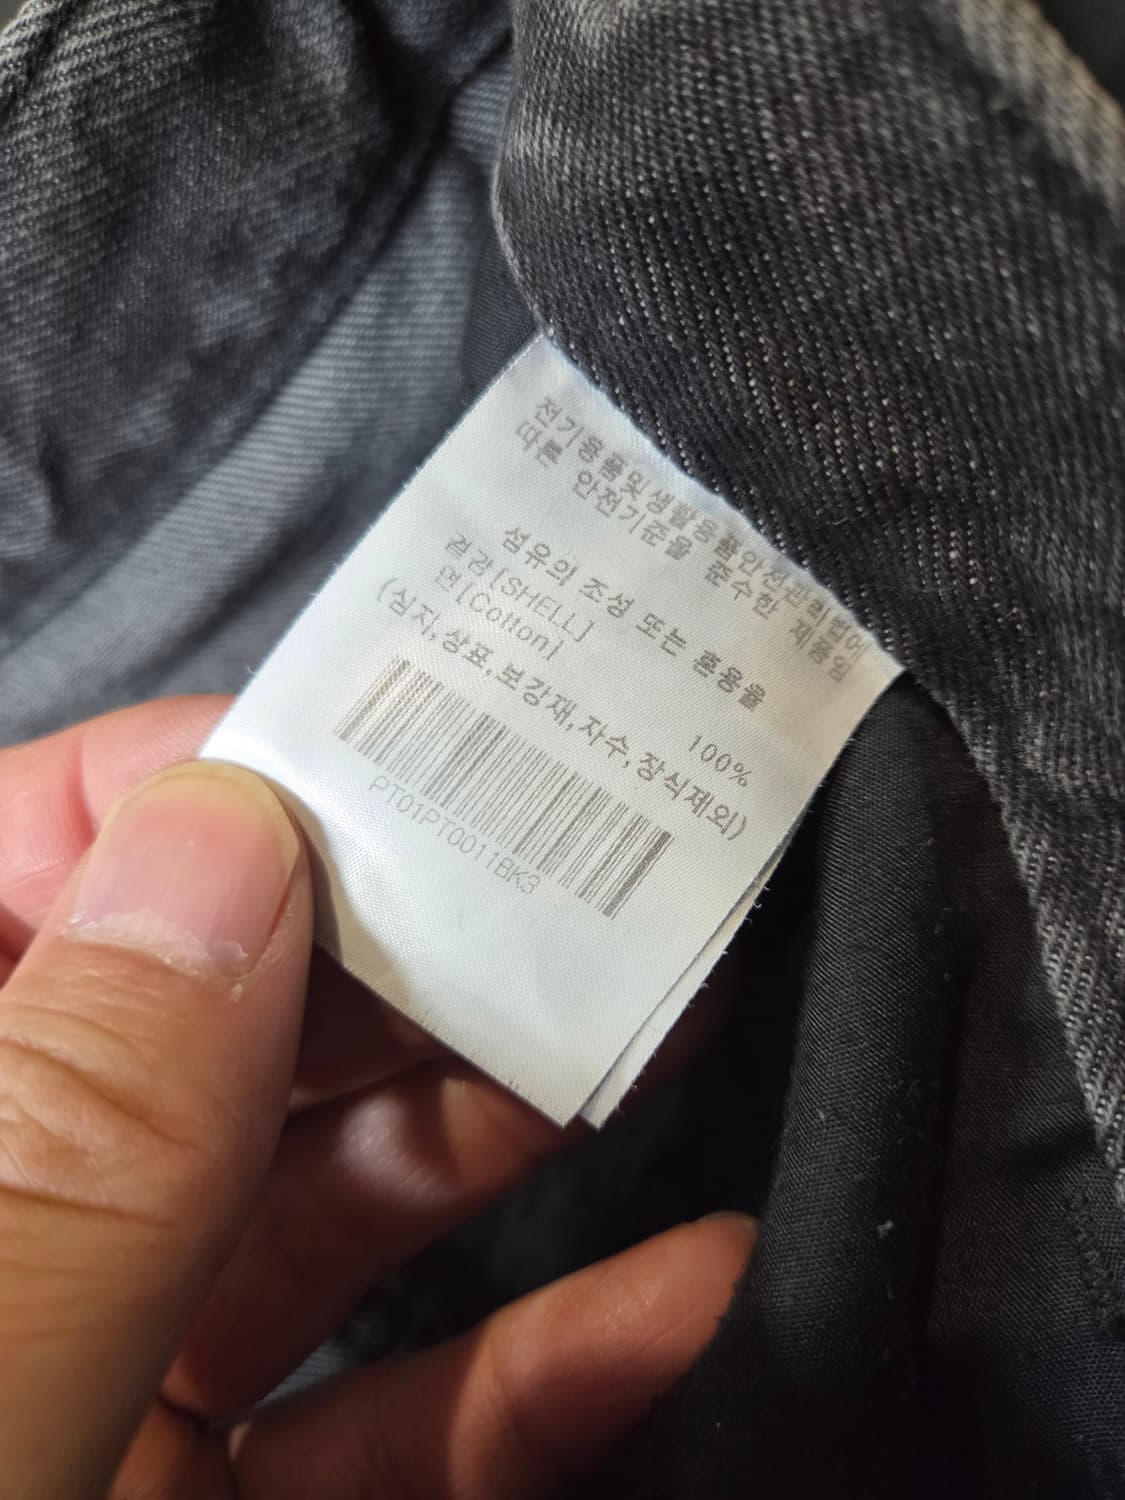 전기용품및생활용품안전관리법에
따른 안전기준을 준수한 제품임
섬유의 조성 또는 혼용율
겉감[SHELL]
면[Cotton] 100%
(심지,상표,보강재,자수,장식제외)
PT01PT0011BK3